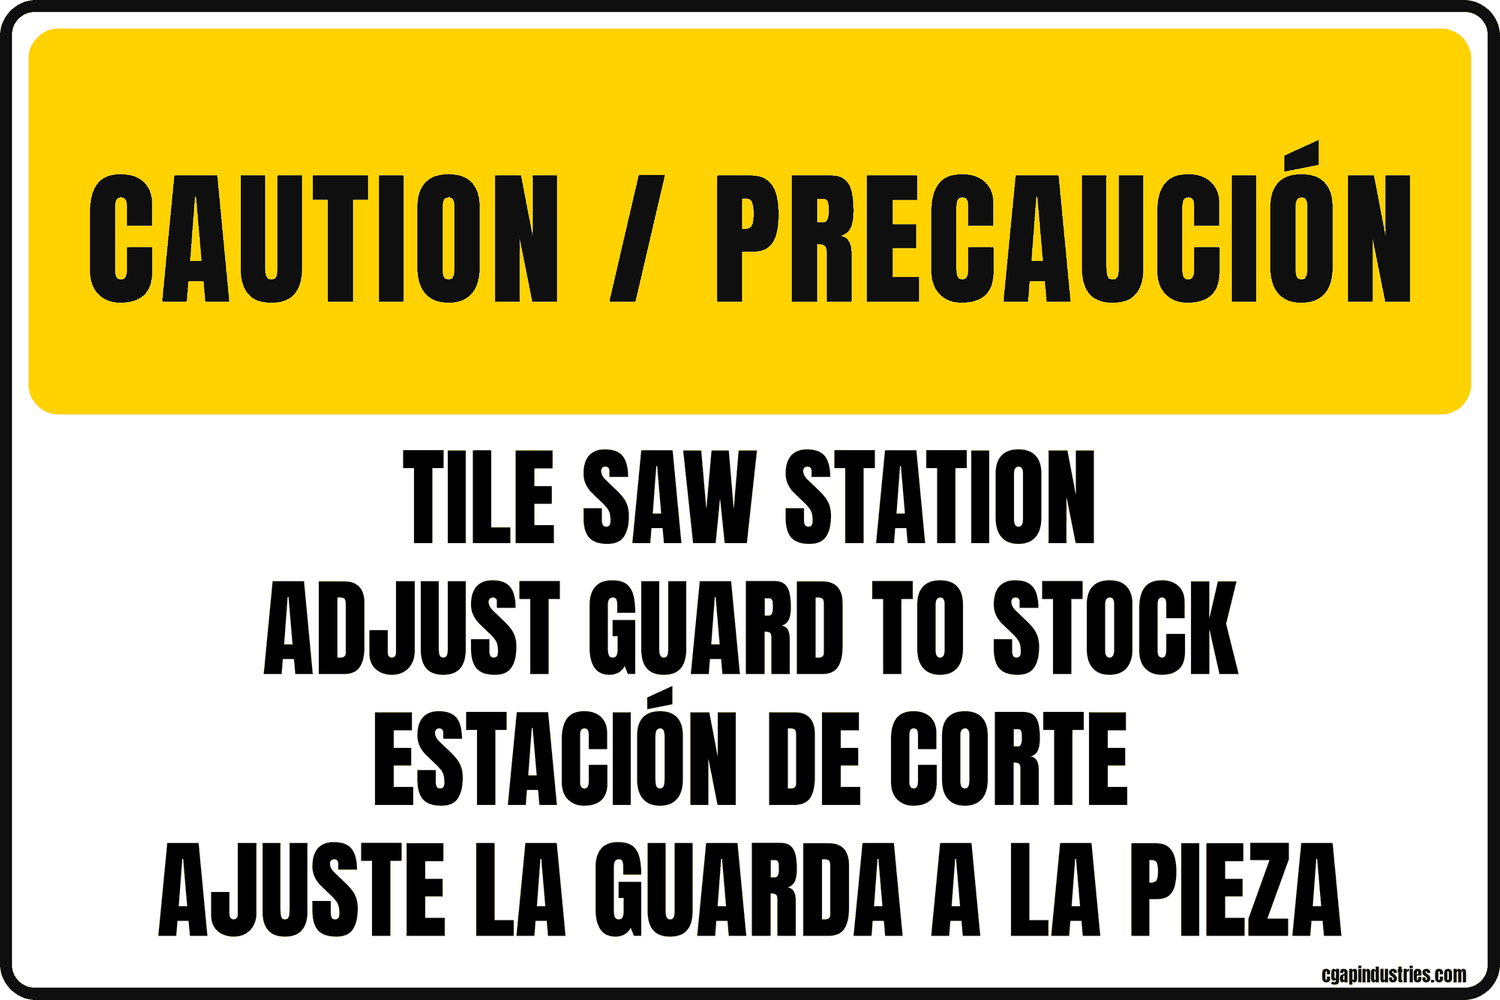 CAUTION / PRECAUCIÓN
TILE SAW STATION
ADJUST GUARD TO STOCK
ESTACIÓN DE CORTE
AJUSTE LA GUARDA A LA PIEZA
cgapindustries.com